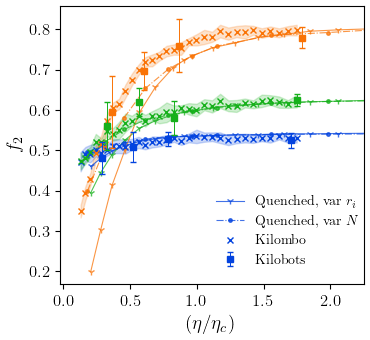 0.8
0.7
0.6
0.5
0.4
0.3
0.2
f₂
Quenched, var rᵢ
Quenched, var N
Kilombo
Kilobots
0.0 0.5 1.0 1.5 2.0
(η/η_c)